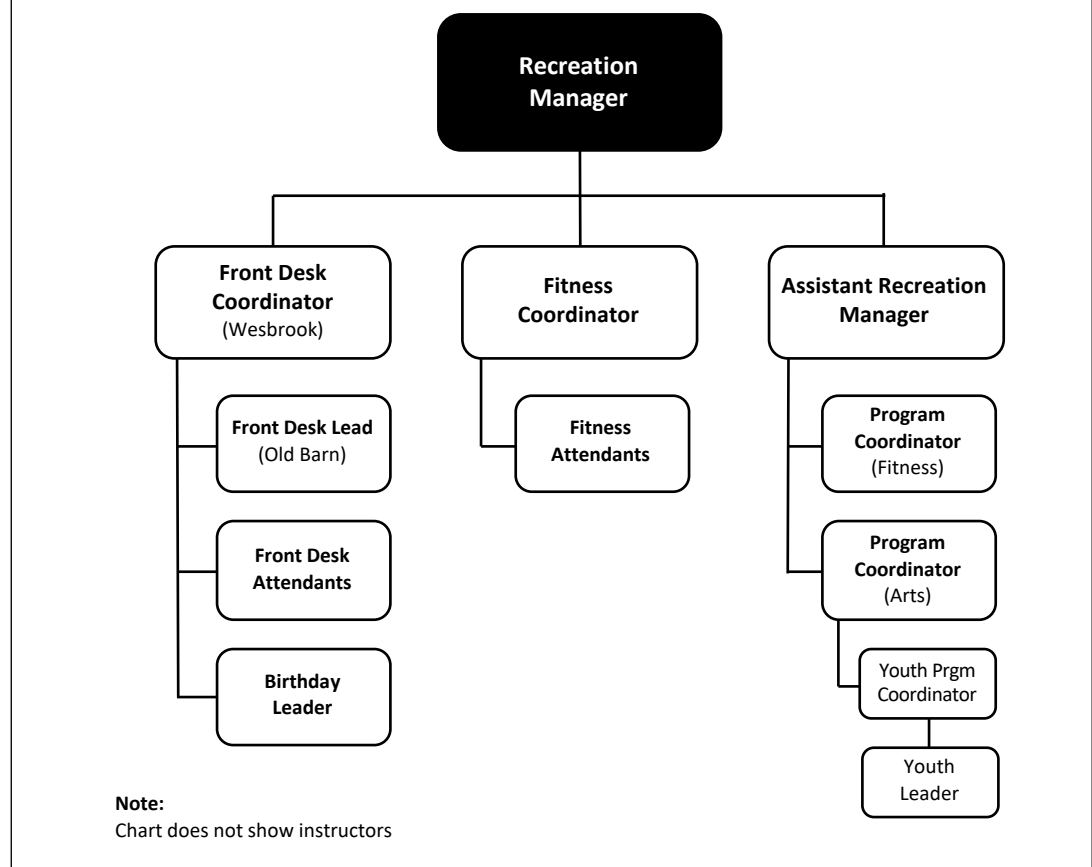 Recreation
Manager
Front Desk
Coordinator
(Wesbrook)
Fitness
Coordinator
Assistant Recreation
Manager
Front Desk Lead
(Old Barn)
Fitness
Attendants
Program
Coordinator
(Fitness)
Front Desk
Attendants
Program
Coordinator
(Arts)
Birthday
Leader
Youth Prgm
Coordinator
Youth
Leader
Note:
Chart does not show instructors